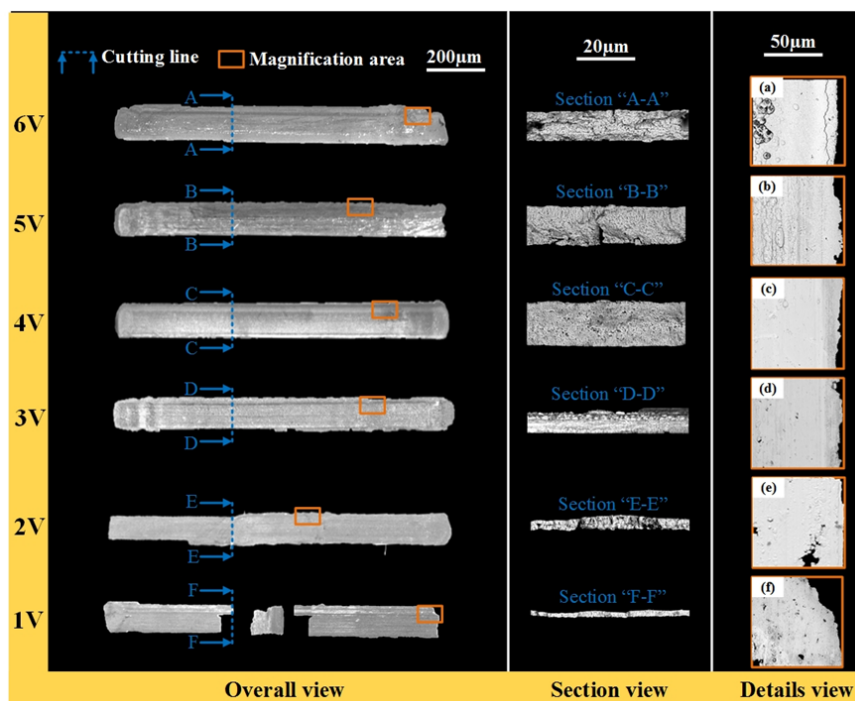 20μm
50μm
Cutting line
Magnification area
200μm
6V
A
A
Section “A-A”
(a)
5V
B
B
Section “B-B”
(b)
4V
C
C
Section “C-C”
(c)
3V
D
D
Section “D-D”
(d)
2V
E
E
Section “E-E”
(e)
1V
F
F
Section “F-F”
(f)
Overall view
Section view
Details view